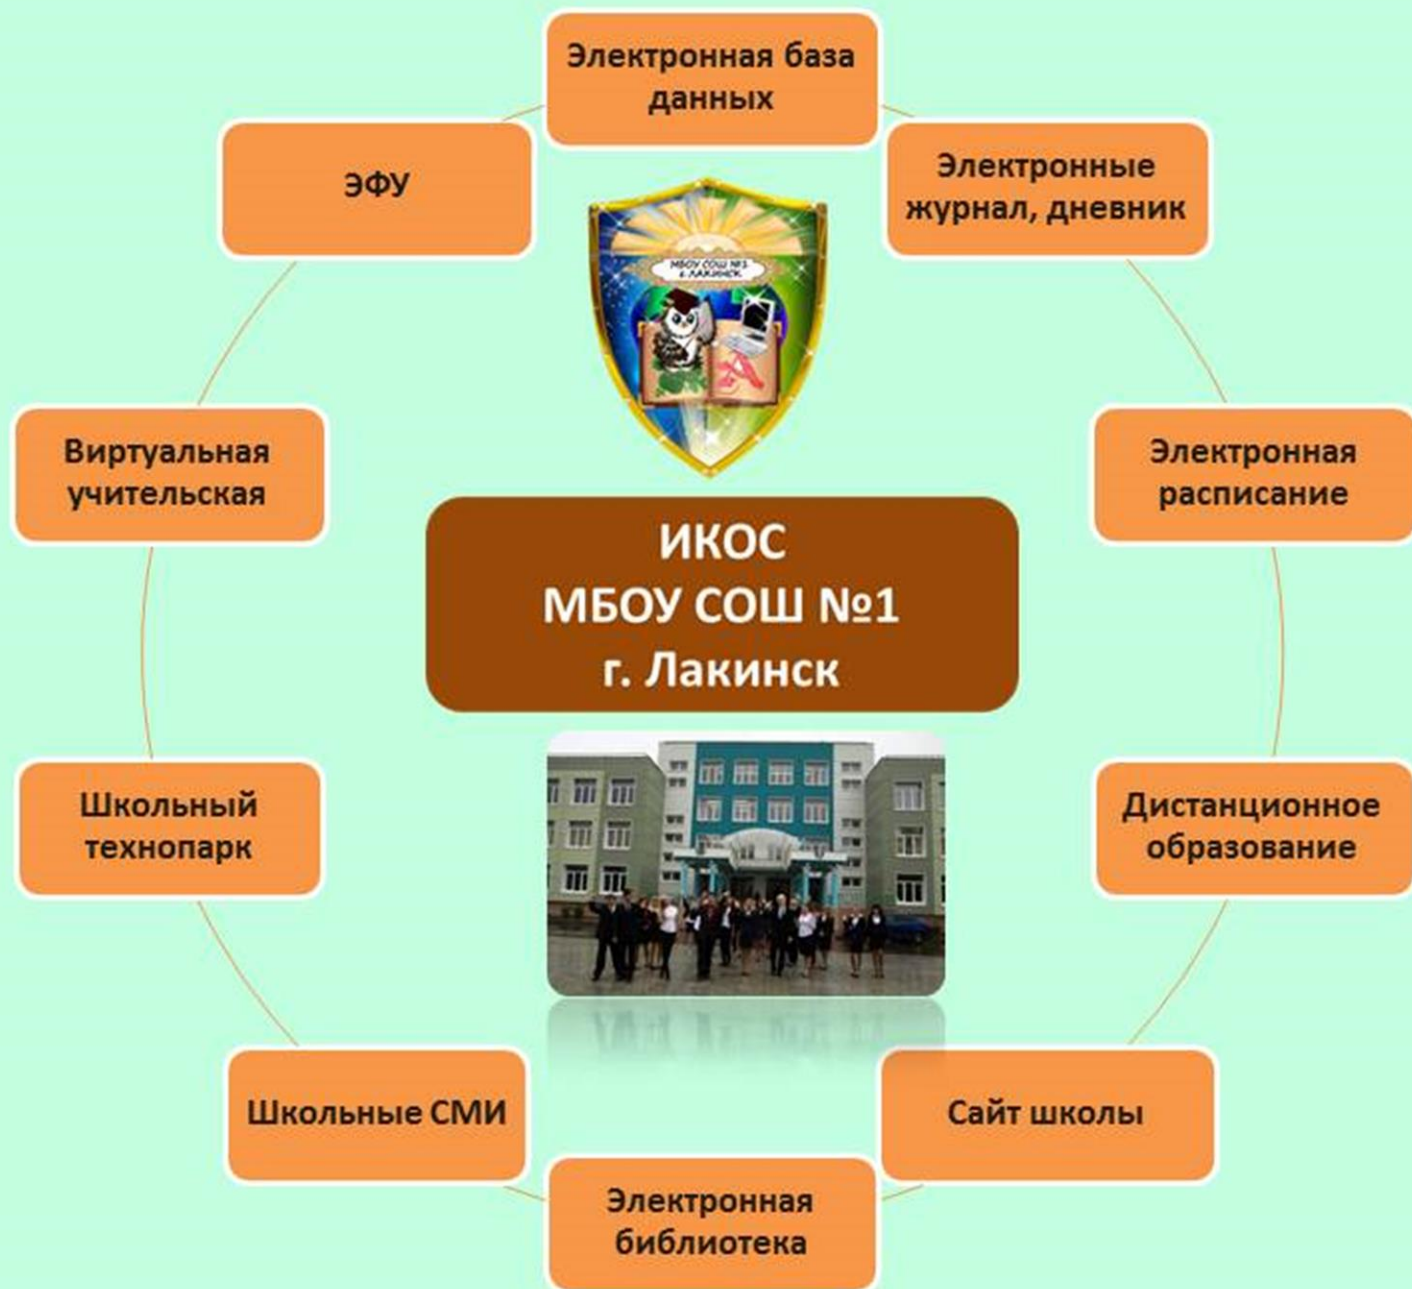 Электронная база
данных
Электронные
журнал, дневник
Электронная
расписание
Дистанционное
образование
Сайт школы
Электронная
библиотека
Школьные СМИ
Школьный
технопарк
Виртуальная
учительская
ЭФУ
МБОУ СОШ №1
г. ЛАКИНСК
ИКОС
МБОУ СОШ №1
г. Лакинск